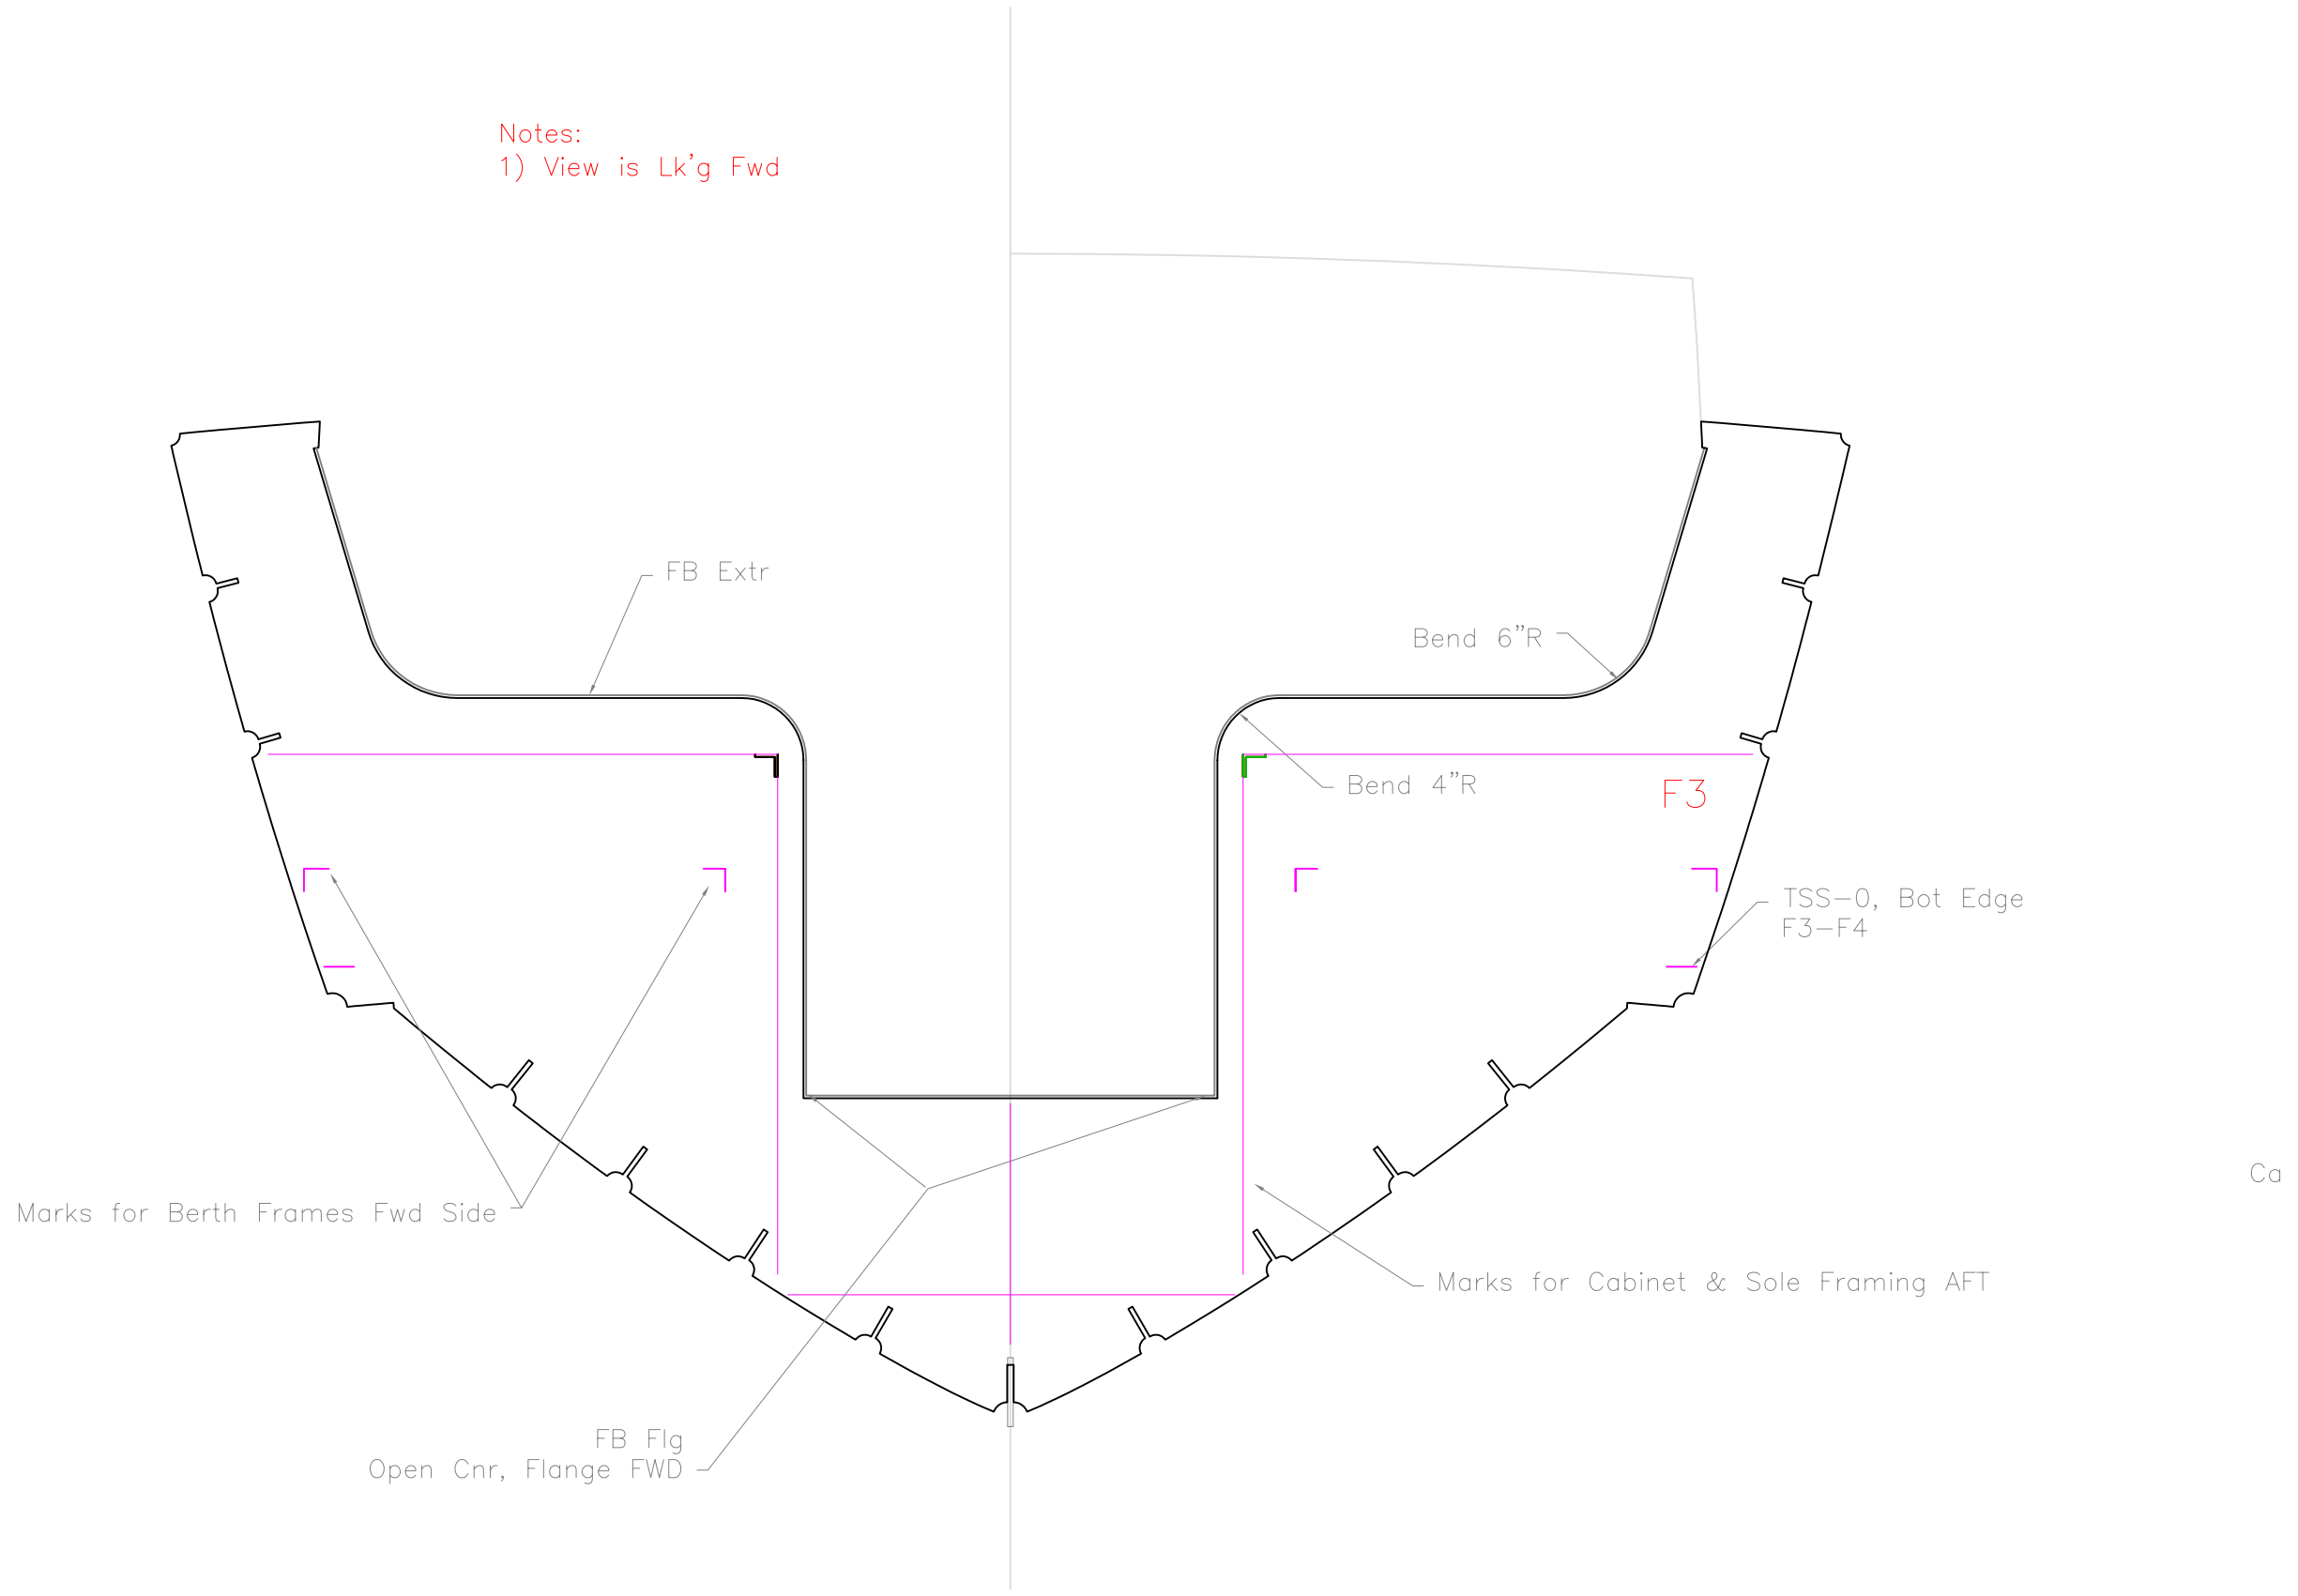 Notes:
1) View is Lk'g Fwd
FB Extr
Bend 6"R
Bend 4"R
F3
TSS-0, Bot Edge
F3-F4
Ca
Marks for Berth Frames Fwd Side
Marks for Cabinet & Sole Framing AFT
FB Flg
Open Cnr, Flange FWD